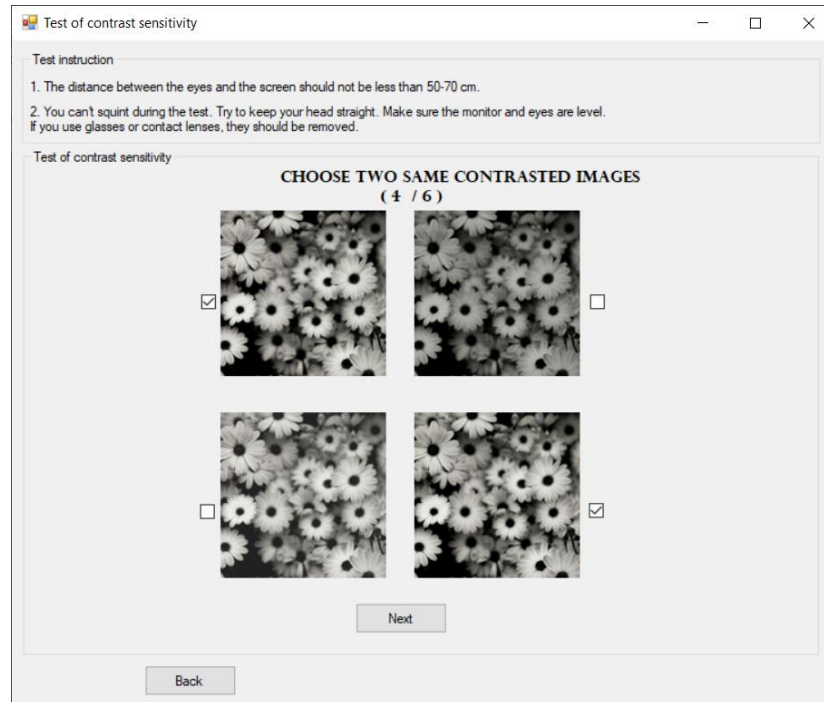 Test of contrast sensitivity
Test instruction
1. The distance between the eyes and the screen should not be less than 50-70 cm.
2. You can't squint during the test. Try to keep your head straight. Make sure the monitor and eyes are level.
If you use glasses or contact lenses, they should be removed.
Test of contrast sensitivity
CHOOSE TWO SAME CONTRASTED IMAGES
( 4 / 6 )
Next
Back